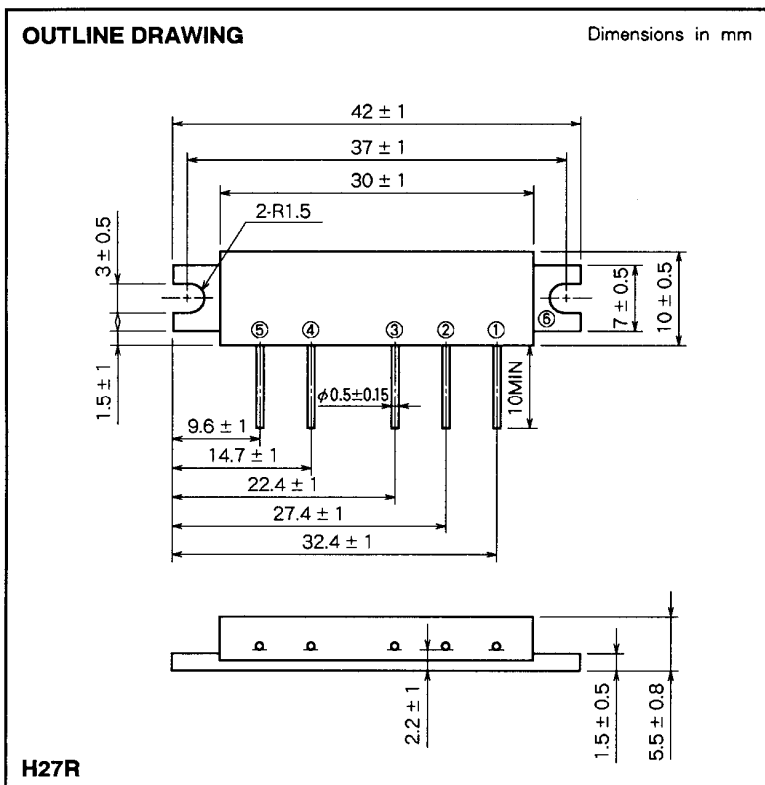 OUTLINE DRAWING
Dimensions in mm
42 ± 1
37 ± 1
30 ± 1
2-R1.5
3 ± 0.5
7 ± 0.5
10 ± 0.5
⑤ ④ ③ ② ① ⑥
1.5 ± 1
φ0.5±0.15
10MIN
9.6 ± 1
14.7 ± 1
22.4 ± 1
27.4 ± 1
32.4 ± 1
2.2 ± 1
1.5 ± 0.5
5.5 ± 0.8
H27R